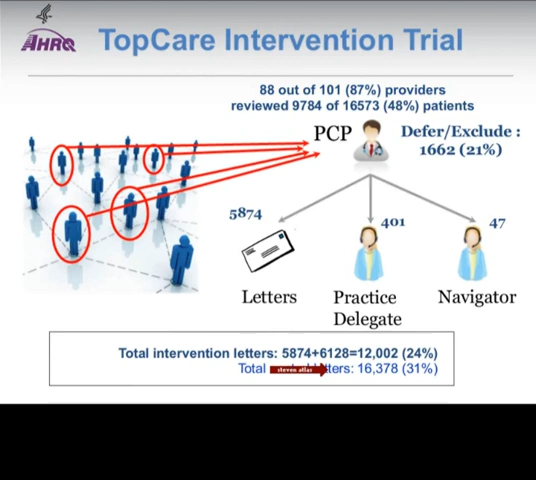 AHRQ
TopCare Intervention Trial
88 out of 101 (87%) providers
reviewed 9784 of 16573 (48%) patients
PCP
Defer/Exclude :
1662 (21%)
5874
401
47
Letters
Practice
Delegate
Navigator
Total intervention letters: 5874+6128=12,002 (24%)
Total steven atlas ters: 16,378 (31%)